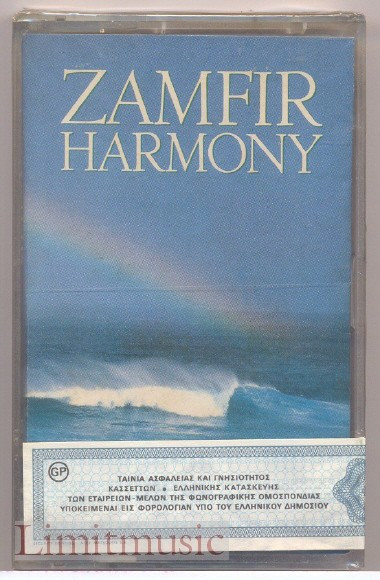 ZAMFIR
HARMONY
GP
ΤΑΙΝΙΑ ΑΣΦΑΛΕΙΑΣ ΚΑΙ ΓΝΗΣΙΟΤΗΤΟΣ
ΚΑΣΣΕΤΤΩΝ ♦ ΕΛΛΗΝΙΚΗΣ ΚΑΤΑΣΚΕΥΗΣ
ΤΩΝ ΕΤΑΙΡΕΙΩΝ-ΜΕΛΩΝ ΤΗΣ ΦΩΝΟΓΡΑΦΙΚΗΣ ΟΜΟΣΠΟΝΔΙΑΣ
ΥΠΟΚΕΙΜΕΝΑΙ ΕΙΣ ΦΟΡΟΛΟΓΙΑΝ ΥΠΟ ΤΟΥ ΕΛΛΗΝΙΚΟΥ ΔΗΜΟΣΙΟΥ
Limitmusic